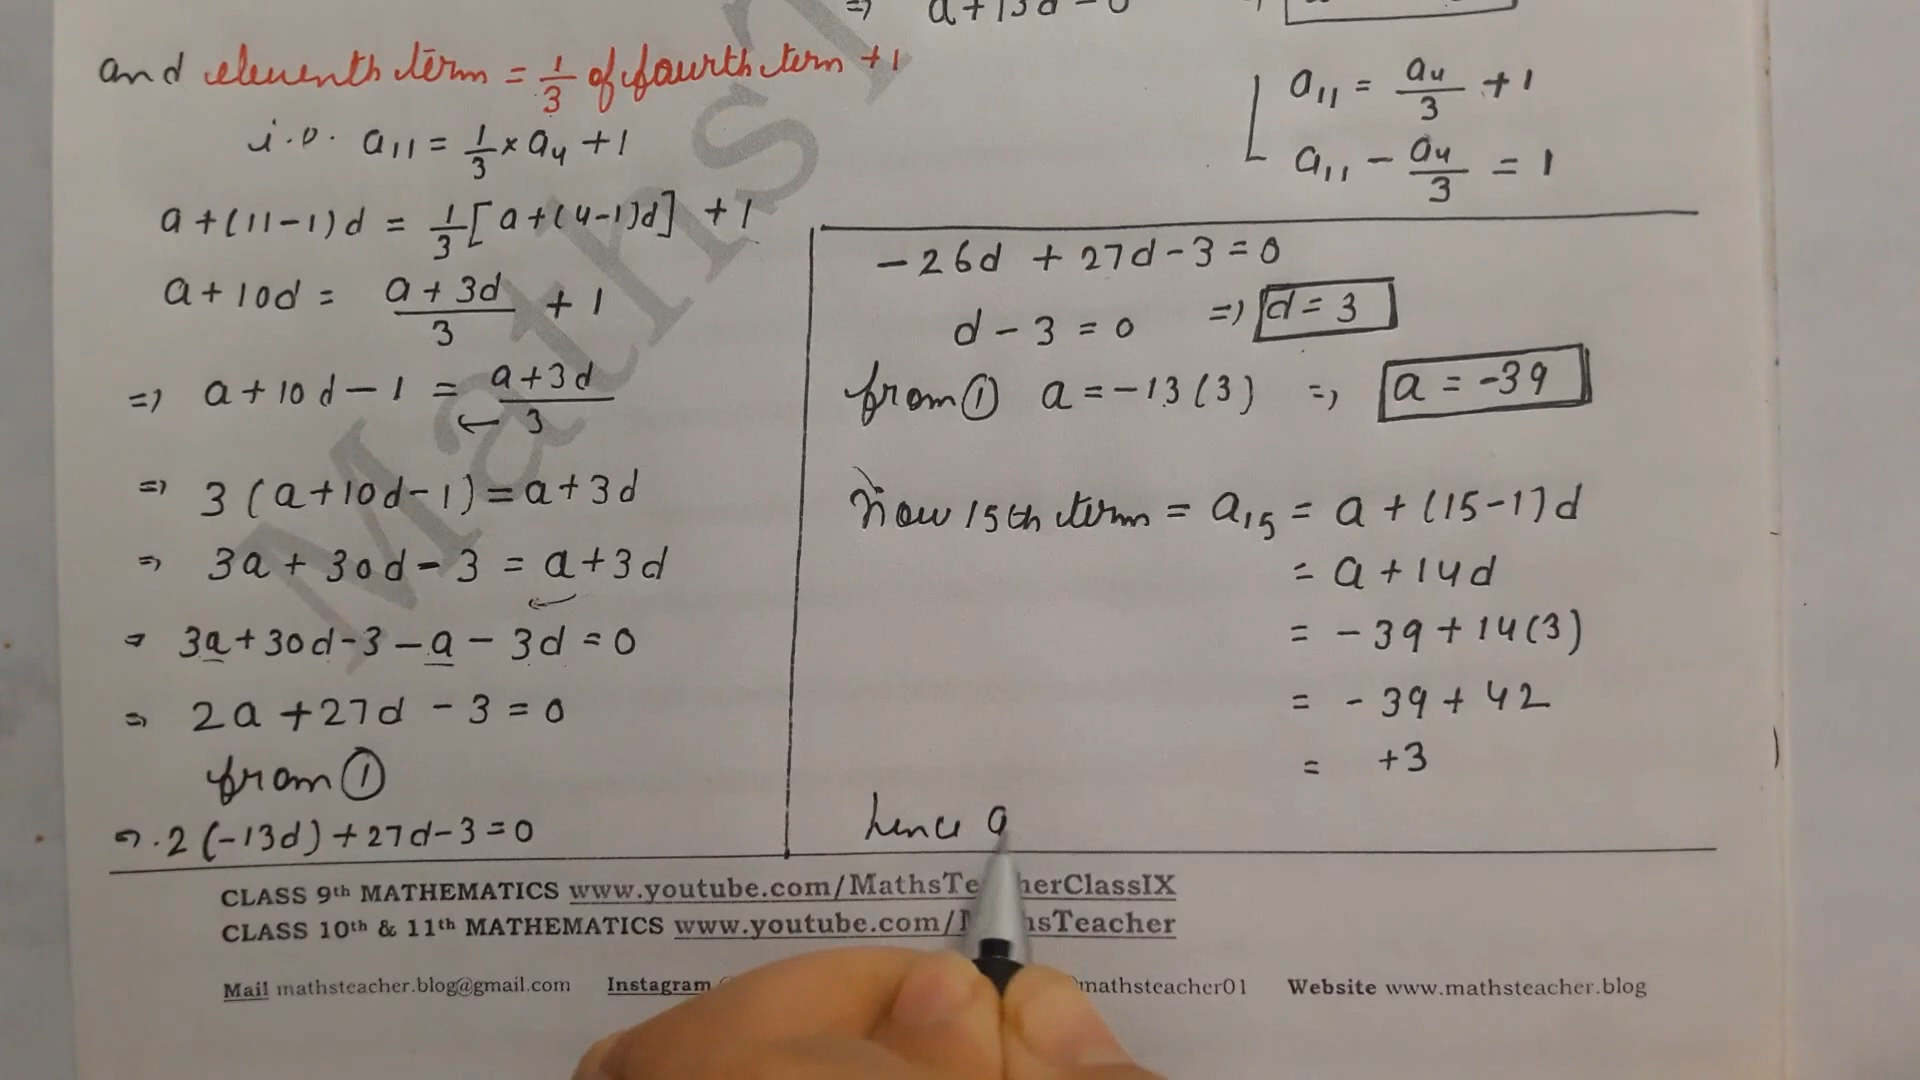 => a+13d = 0
and eleventh term = 1/3 of fourth term + 1
i.e. a11 = 1/3 × a4 + 1
a+(11-1)d = 1/3 [a+(4-1)d] + 1
a+10d = (a+3d)/3 + 1
=> a+10d-1 = (a+3d)/3
=> 3(a+10d-1) = a+3d
=> 3a+30d-3 = a+3d
=> 3a+30d-3-a-3d = 0
=> 2a+27d-3 = 0
from ①
=> 2(-13d)+27d-3 = 0
a11 = a4/3 + 1
a11 - a4/3 = 1
-26d + 27d-3 = 0
d-3 = 0 => d = 3
from ① a = -13(3) => a = -39
Now 15th term = a15 = a+(15-1)d
= a+14d
= -39+14(3)
= -39+42
= +3
hence a
Maths
CLASS 9th MATHEMATICS www.youtube.com/MathsTe herClassIX
CLASS 10th & 11th MATHEMATICS www.youtube.com/ sTeacher
Mail mathsteacher.blog@gmail.com Instagram mathsteacher01 Website www.mathsteacher.blog